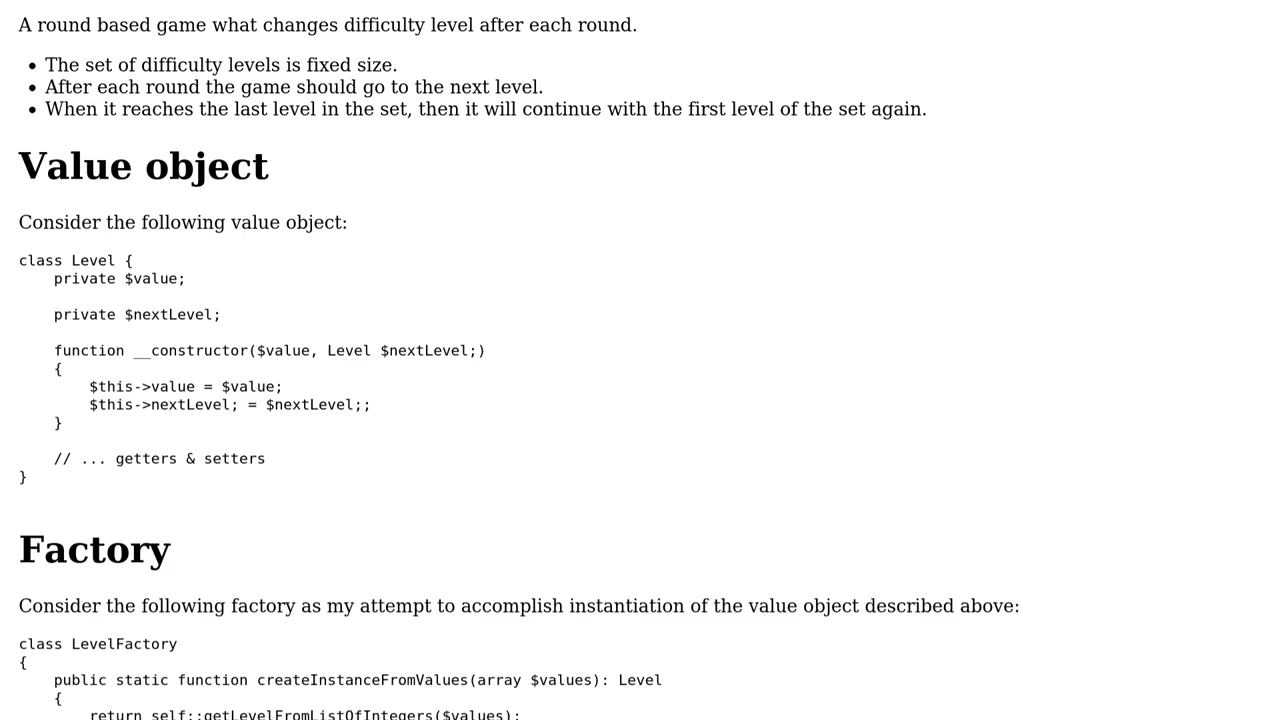 A round based game what changes difficulty level after each round.
• The set of difficulty levels is fixed size.
• After each round the game should go to the next level.
• When it reaches the last level in the set, then it will continue with the first level of the set again.
Value object
Consider the following value object:
class Level {
    private $value;
    private $nextLevel;
    function __constructor($value, Level $nextLevel;)
    {
        $this->value = $value;
        $this->nextLevel; = $nextLevel;;
    }
    // ... getters & setters
}
Factory
Consider the following factory as my attempt to accomplish instantiation of the value object described above:
class LevelFactory
{
    public static function createInstanceFromValues(array $values): Level
    {
        return self::getLevelFromListOfIntegers($values);